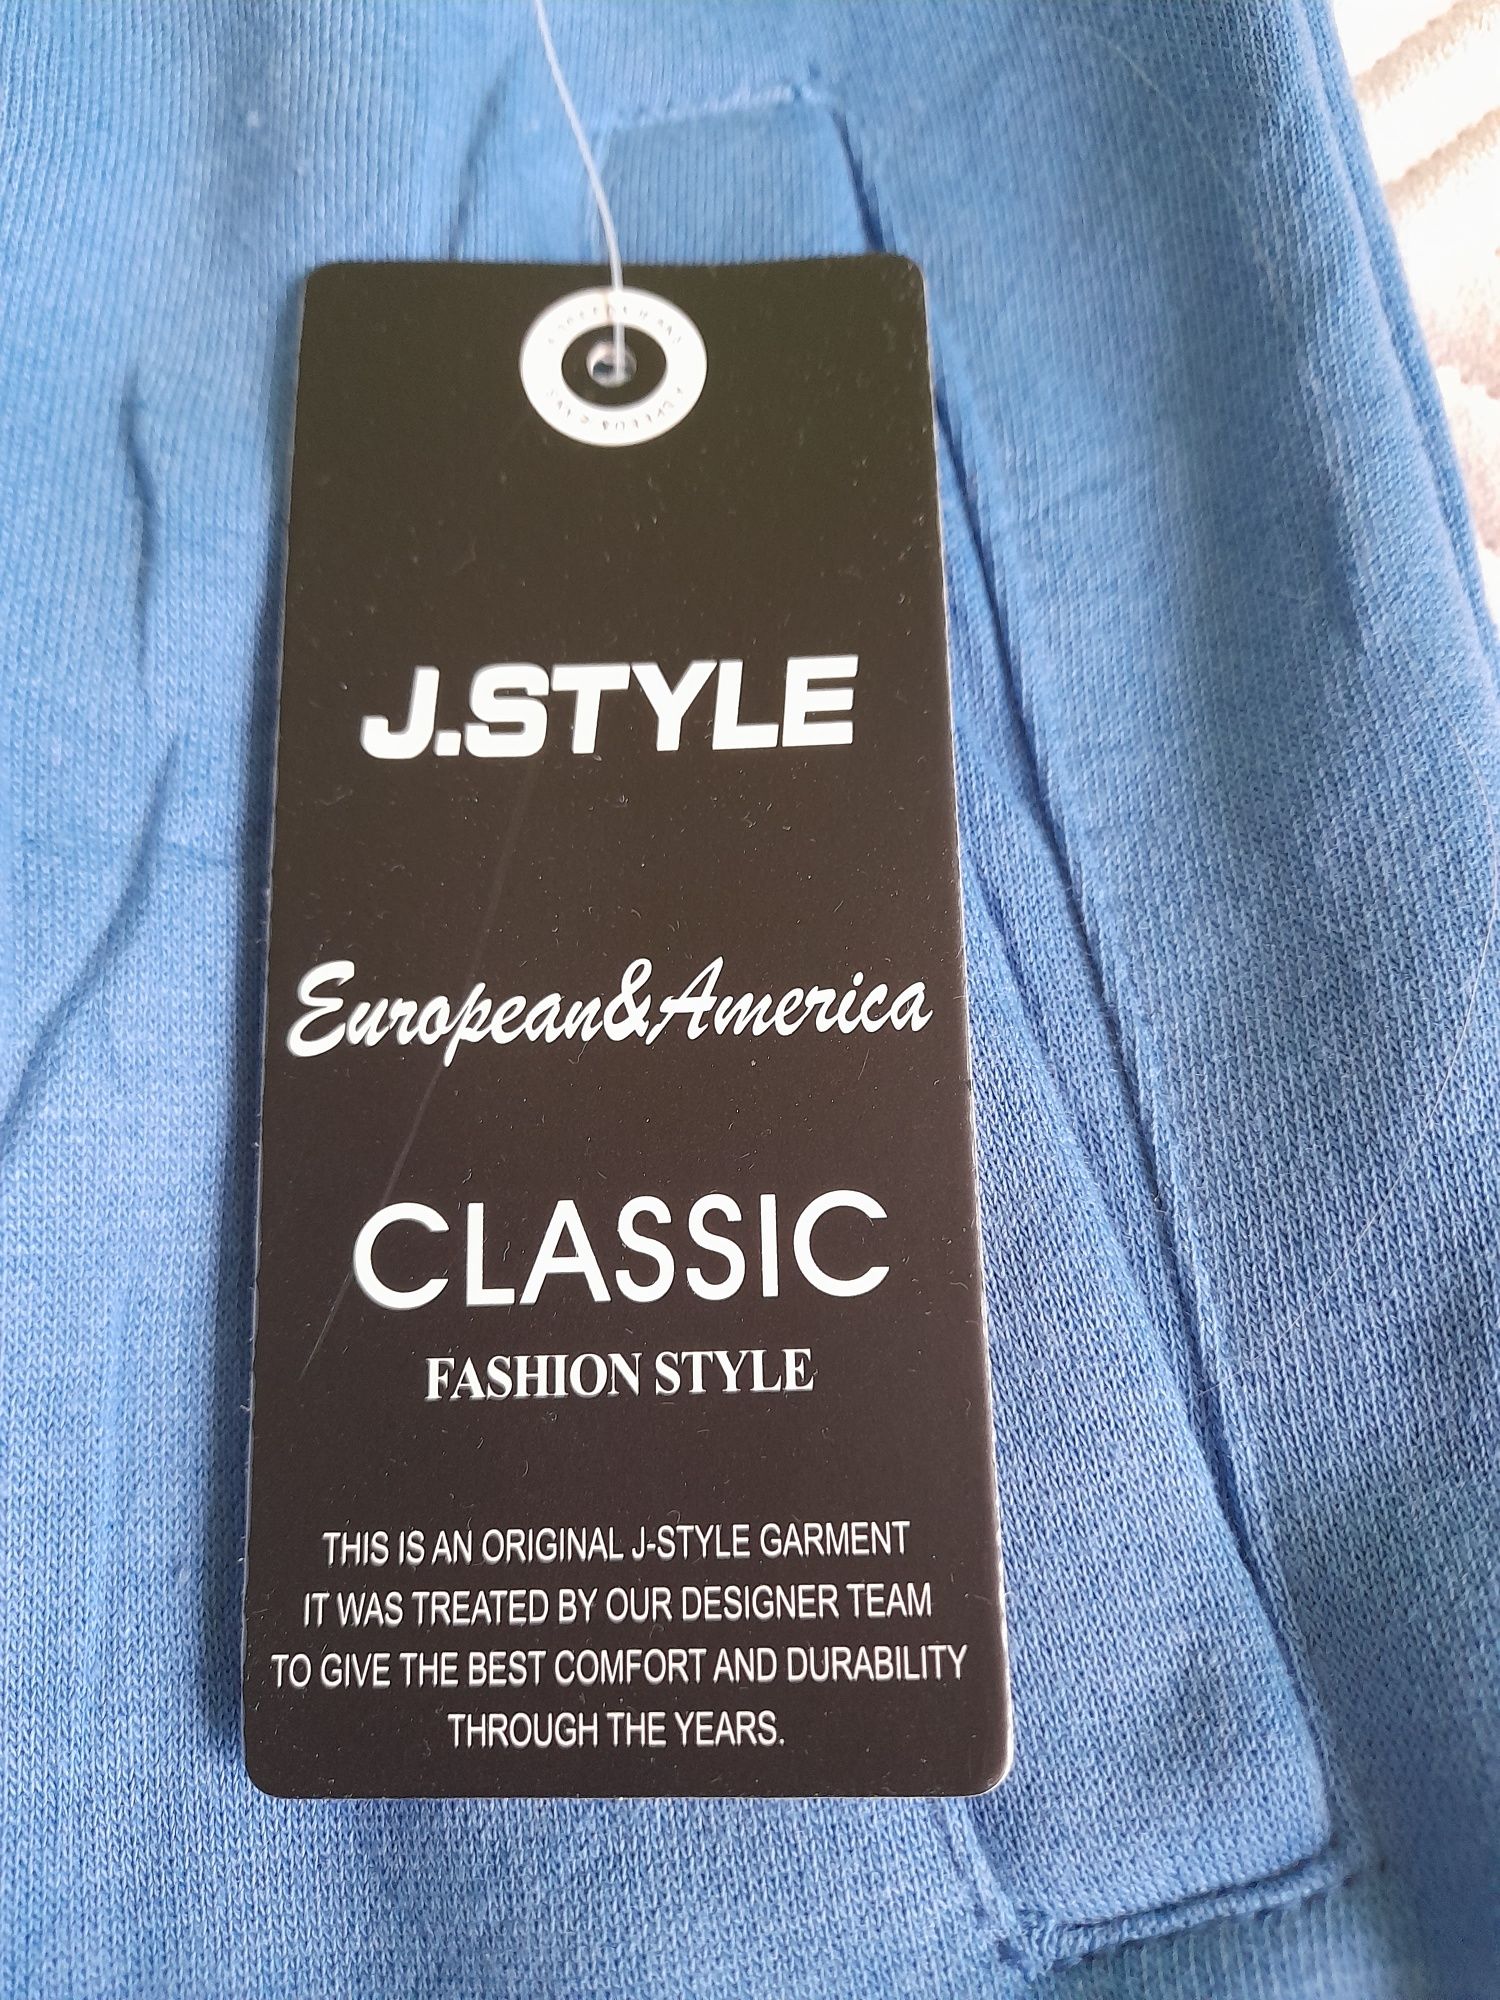 J.STYLE
European&America
CLASSIC
FASHION STYLE
THIS IS AN ORIGINAL J-STYLE GARMENT
IT WAS TREATED BY OUR DESIGNER TEAM
TO GIVE THE BEST COMFORT AND DURABILITY
THROUGH THE YEARS.